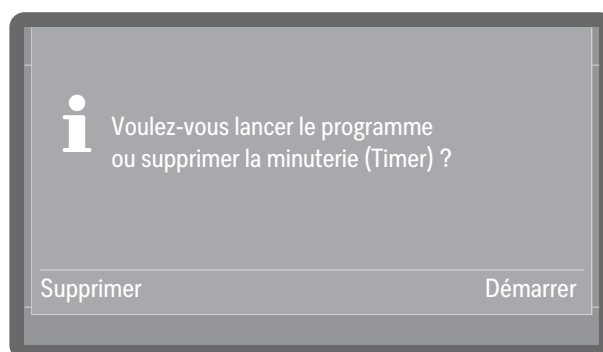 Voulez-vous lancer le programme
ou supprimer la minuterie (Timer) ?
Supprimer
Démarrer